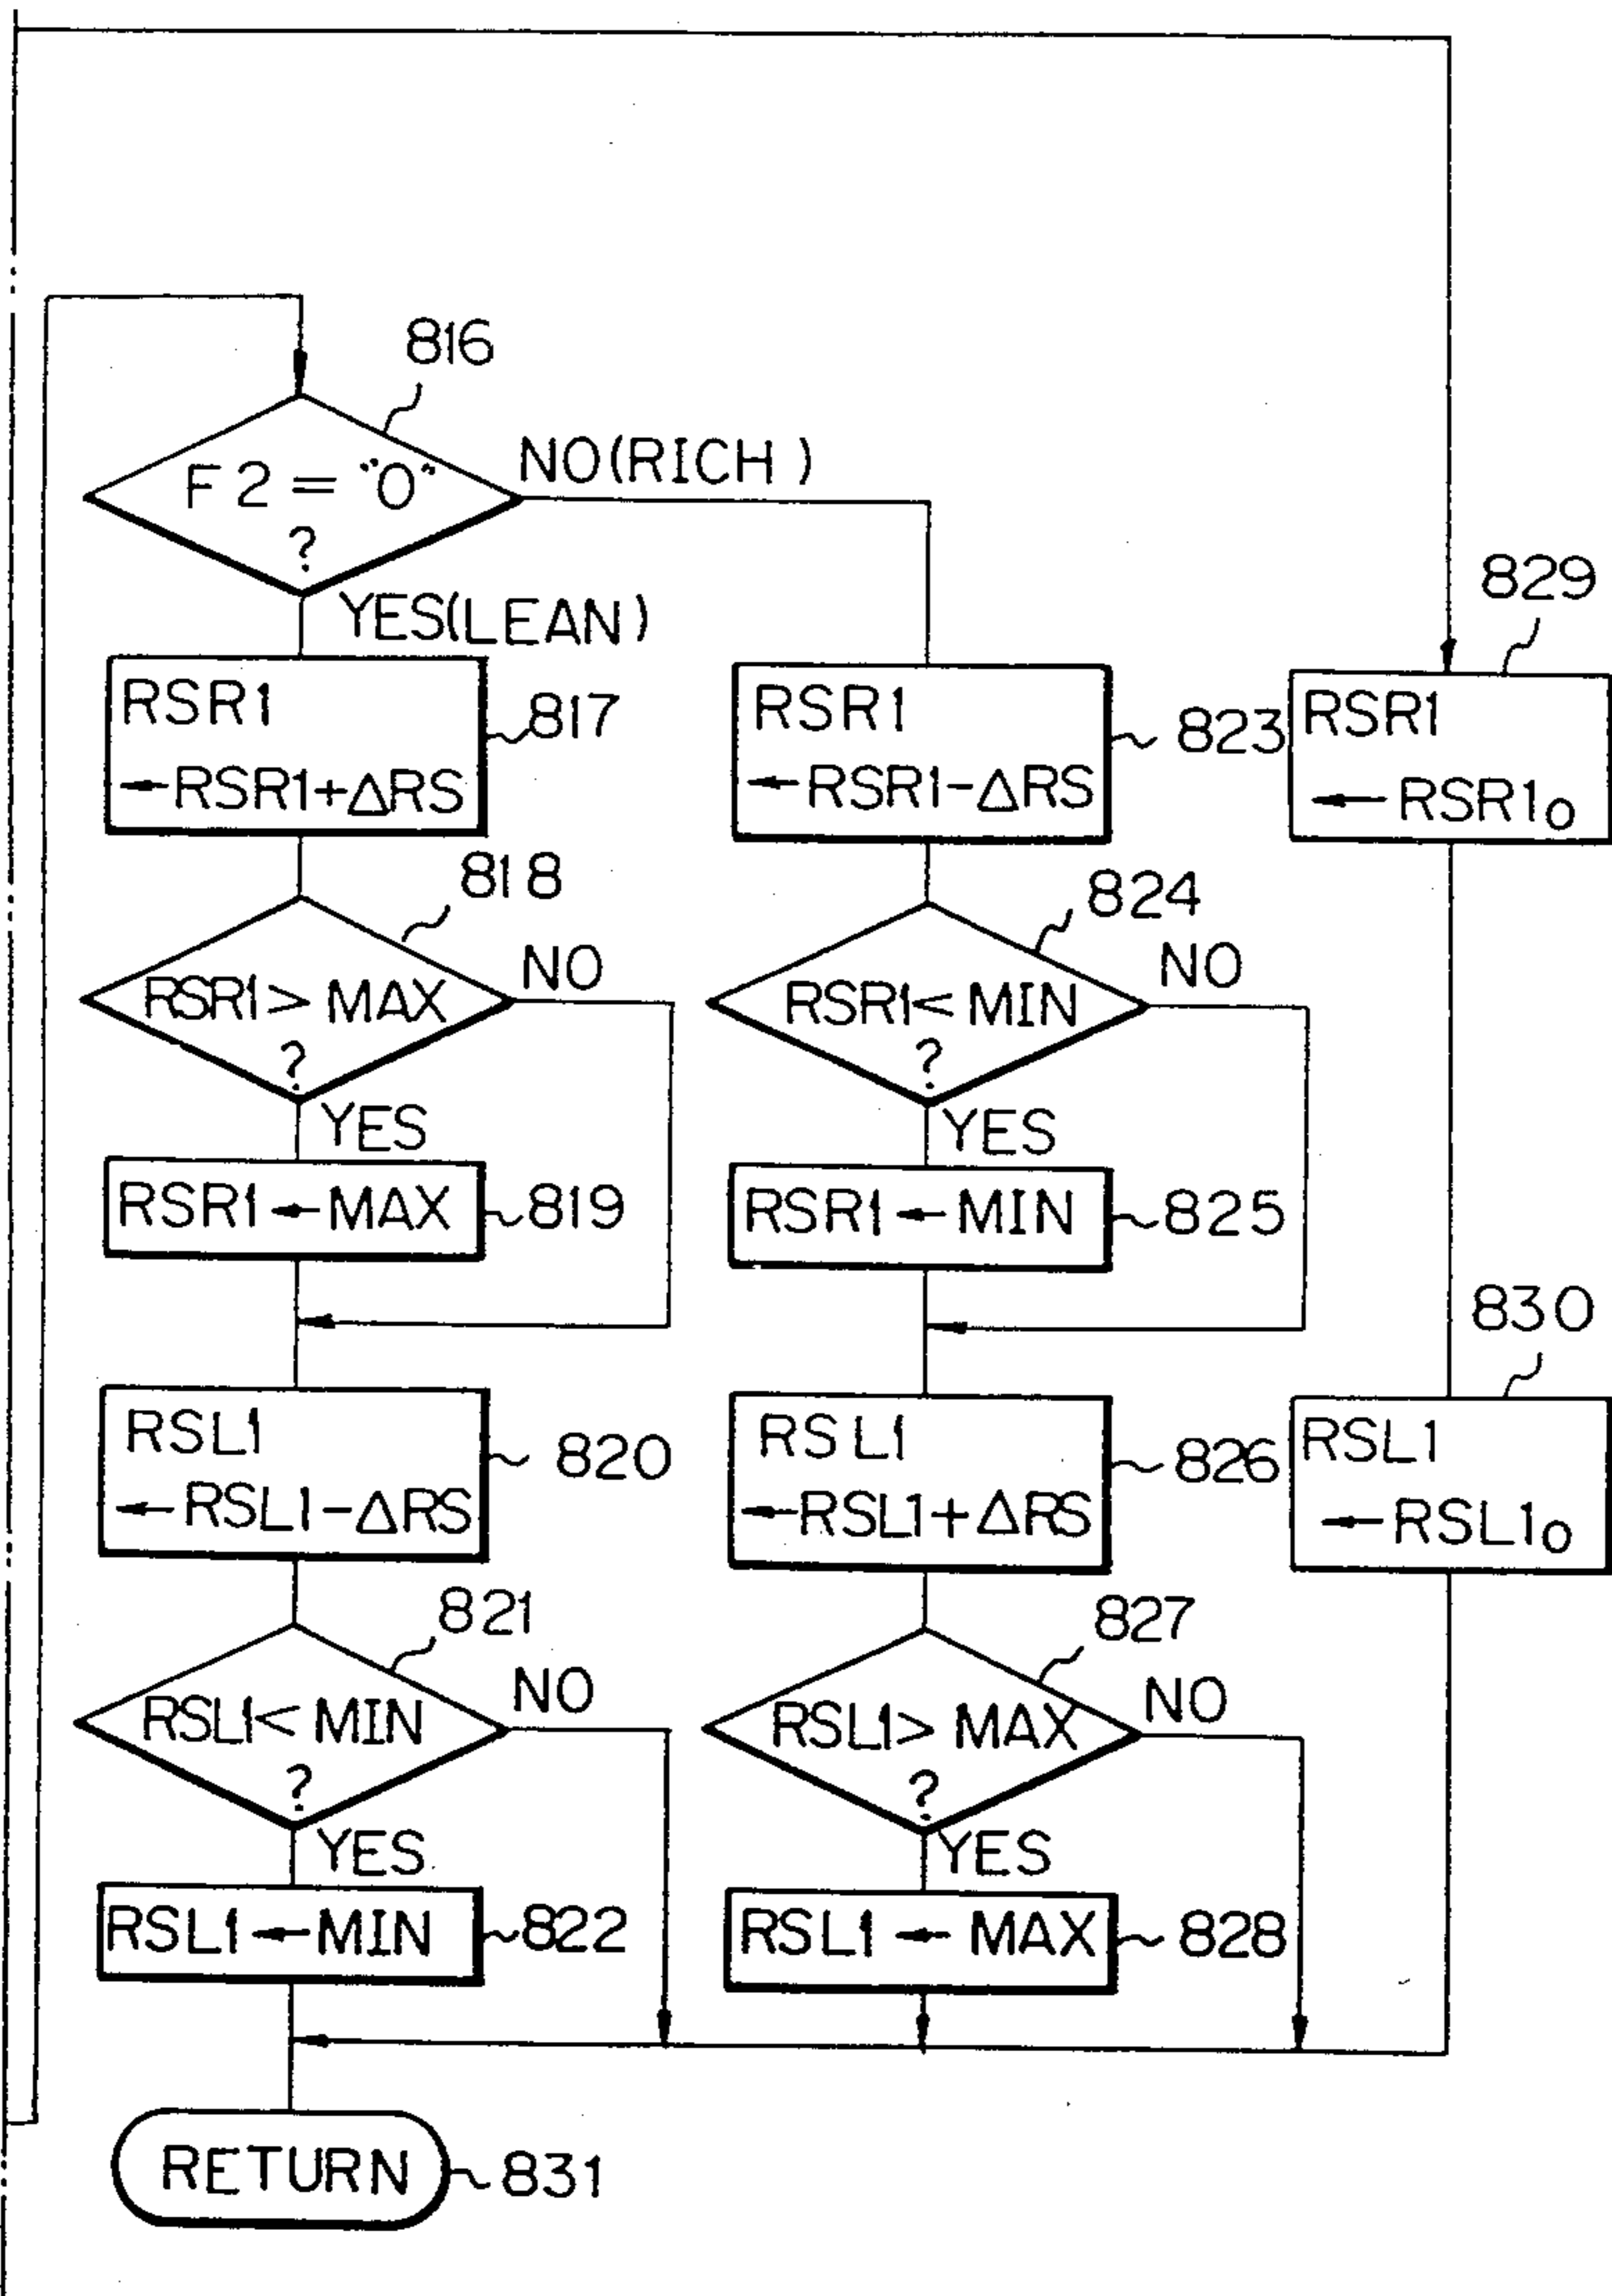 816
F2="0"
?
NO(RICH)
YES(LEAN)
RSR1
←RSR1+ΔRS
817
818
RSR1>MAX
?
NO
YES
RSR1←MAX
819
RSL1
←RSL1-ΔRS
820
821
RSL1<MIN
?
NO
YES
RSL1←MIN
822
RSR1
←RSR1-ΔRS
823
824
RSR1<MIN
?
NO
YES
RSR1←MIN
825
RSL1
←RSL1+ΔRS
826
827
RSL1>MAX
?
NO
YES
RSL1←MAX
828
829
RSR1
←RSR1₀
830
RSL1
←RSL1₀
RETURN
831